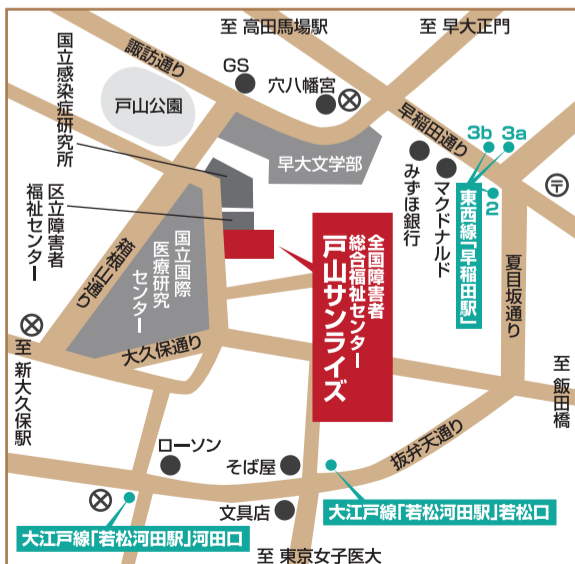 至 高田馬場駅
至 早大正門
諏訪通り
GS
穴八幡宮
国立感染症研究所
戸山公園
早稲田通り
3b
3a
早大文学部
みずほ銀行
マクドナルド
2
東西線「早稲田駅」
区立障害者
福祉センター
箱根山通り
国立国際
医療研究
センター
全国障害者
総合福祉センター
戸山サンライズ
夏目坂通り
大久保通り
至 新大久保駅
至 飯田橋
抜弁天通り
ローソン
そば屋
文具店
大江戸線「若松河田駅」若松口
大江戸線「若松河田駅」河田口
至 東京女子医大